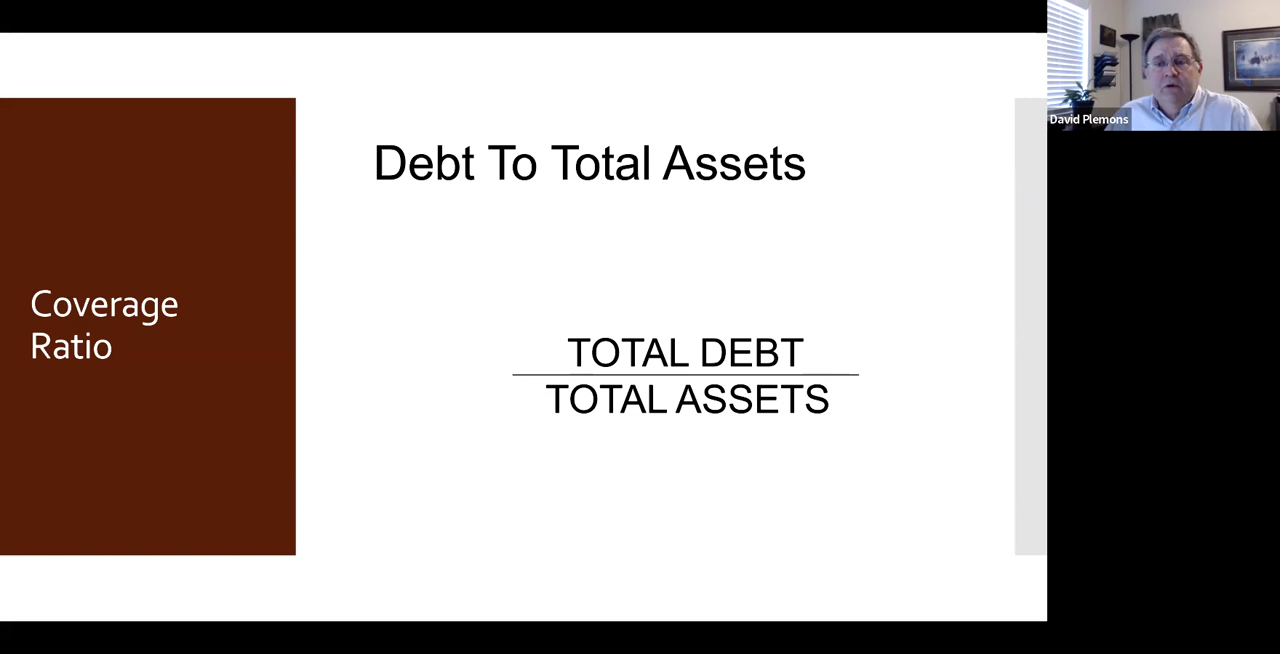 Debt To Total Assets
Coverage
Ratio
TOTAL DEBT
TOTAL ASSETS
David Plemons